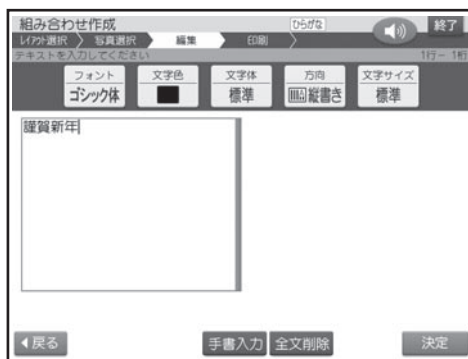 組み合わせ作成 ひらがな 終了
ﾚｲｱｳﾄ選択 写真選択 編集 印刷
テキストを入力してください 1行- 1桁
フォント 文字色 文字体 方向 文字サイズ
ゴシック体 標準 縦書き 標準
謹賀新年
戻る 手書入力 全文削除 決定